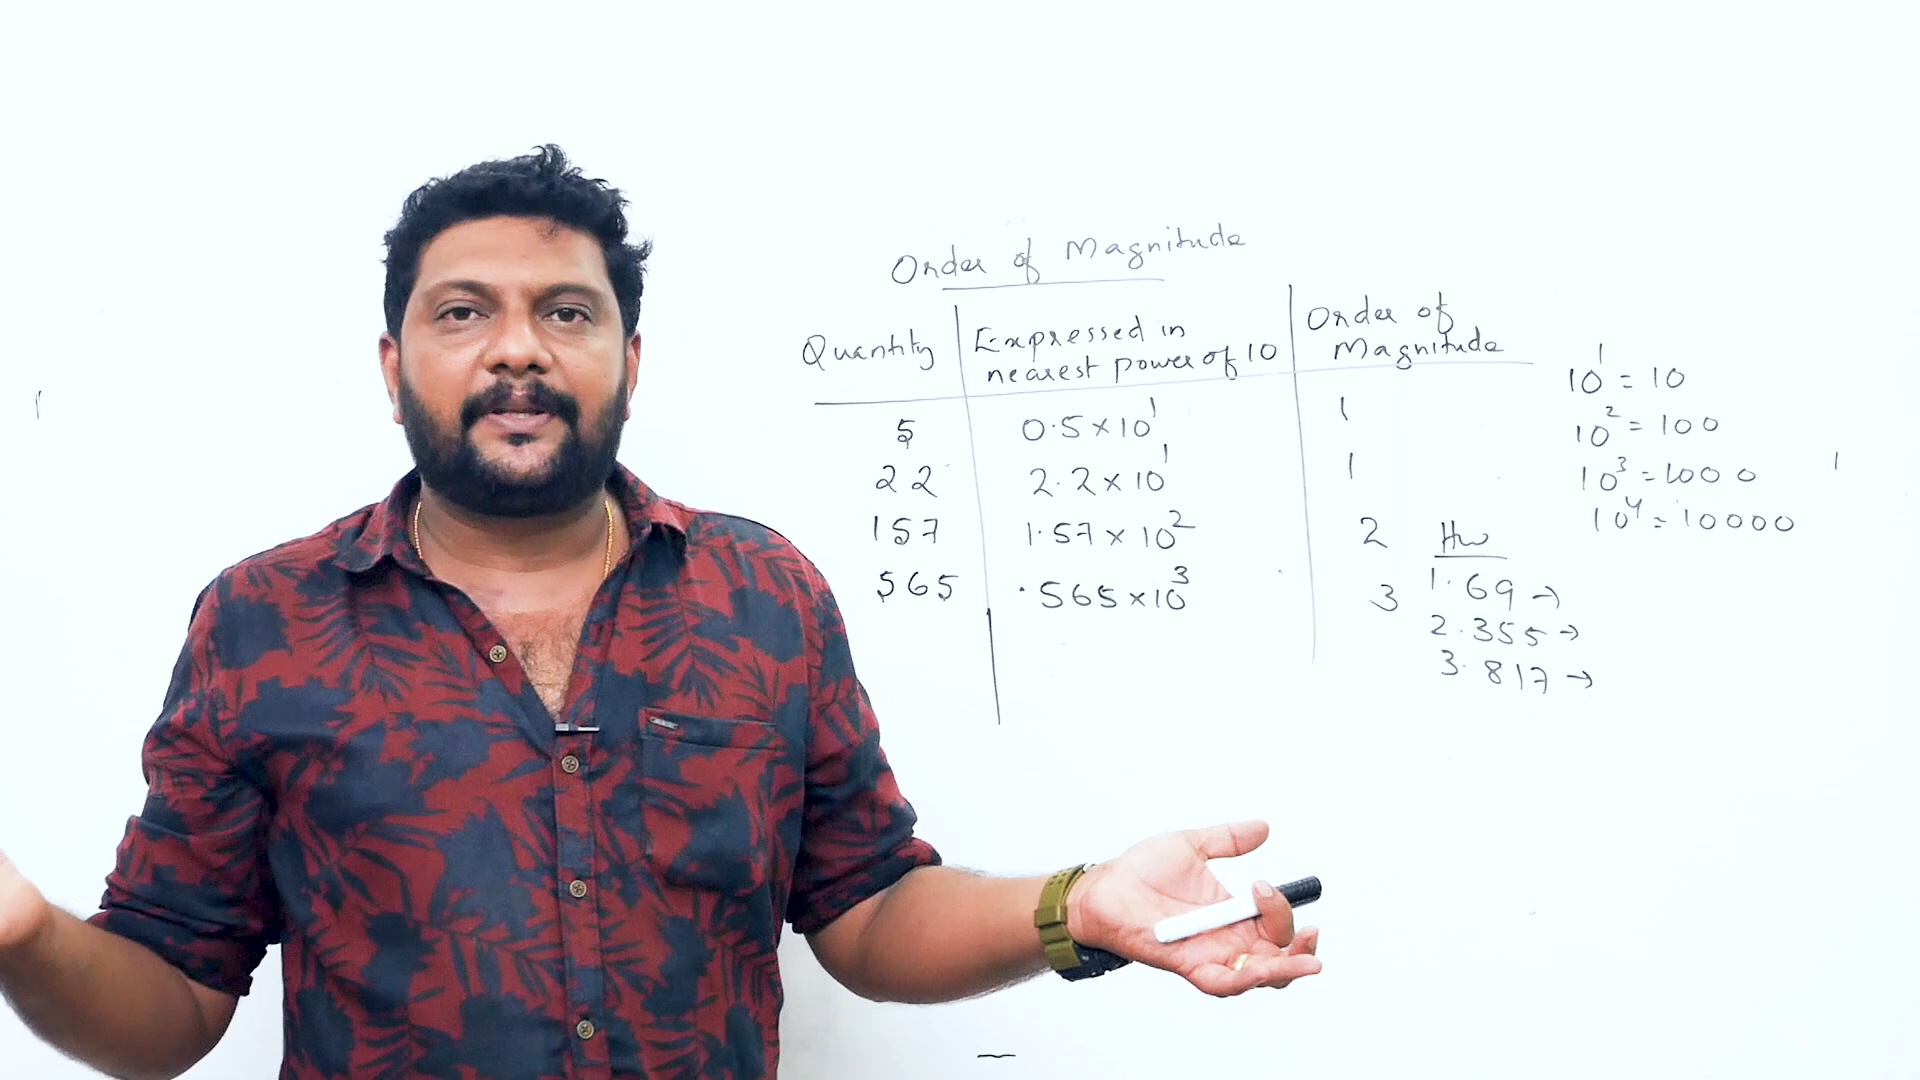 Order of Magnitude
Quantity
Expressed in
nearest power of 10
Order of
Magnitude
5 0.5 × 10¹ 1
22 2.2 × 10¹ 1
157 1.57 × 10² 2
565 .565 × 10³ 3
10¹ = 10
10² = 100
10³ = 1000
10⁴ = 10000
Hw
1. 69 →
2. 355 →
3. 817 →